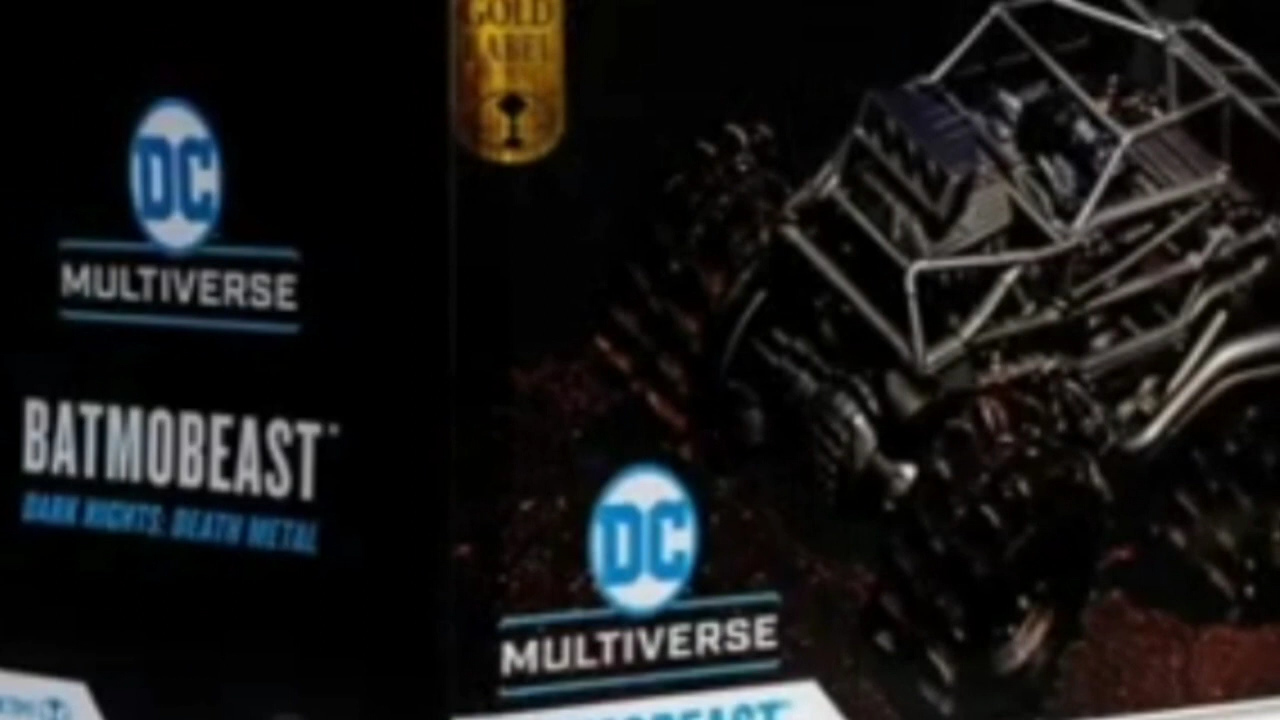 DC
MULTIVERSE
BATMOBEAST
DARK NIGHTS: DEATH METAL
GOLD
LABEL
DC
MULTIVERSE